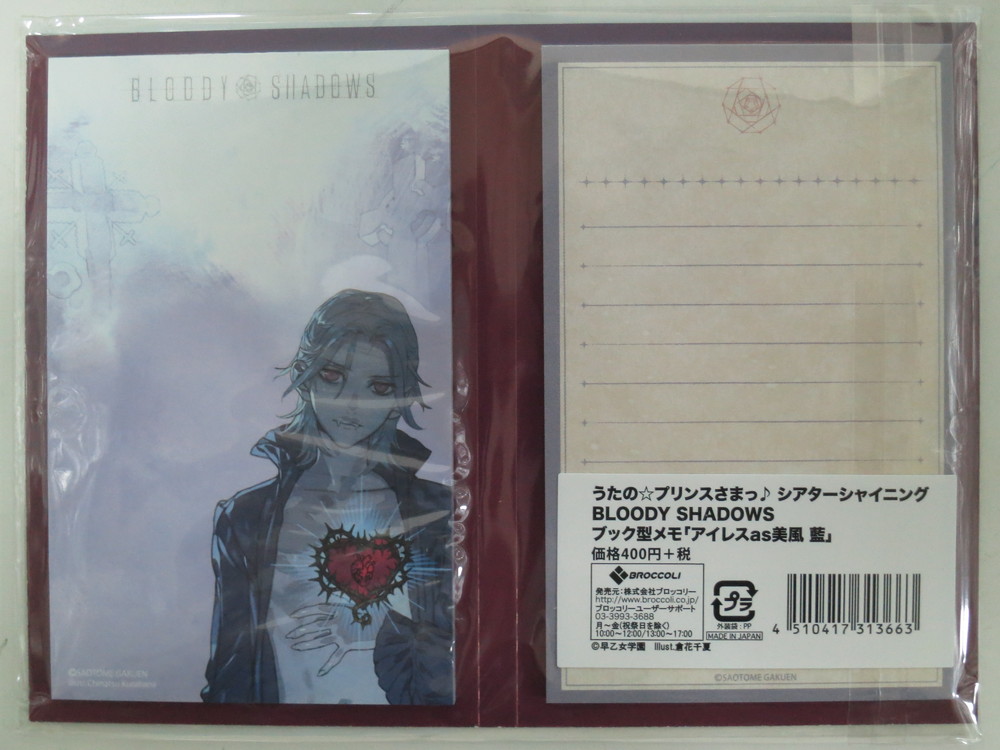 BLOODY SHADOWS
©SAOTOME GAKUEN
Illust.Chinatsu Kurahana
うたの☆プリンスさまっ♪ シアターシャイニング
BLOODY SHADOWS
ブック型メモ「アイレスas美風 藍」
価格400円+税
BROCCOLI
発売元:株式会社ブロッコリー
http://www.broccoli.co.jp/
ブロッコリーユーザーサポート
03-3993-3688
月~金(祝祭日を除く)
10:00~12:00/13:00~17:00
プラ
外装袋:PP
MADE IN JAPAN
4 510417 313663
©早乙女学園 Illust.倉花千夏
©SAOTOME GAKUEN